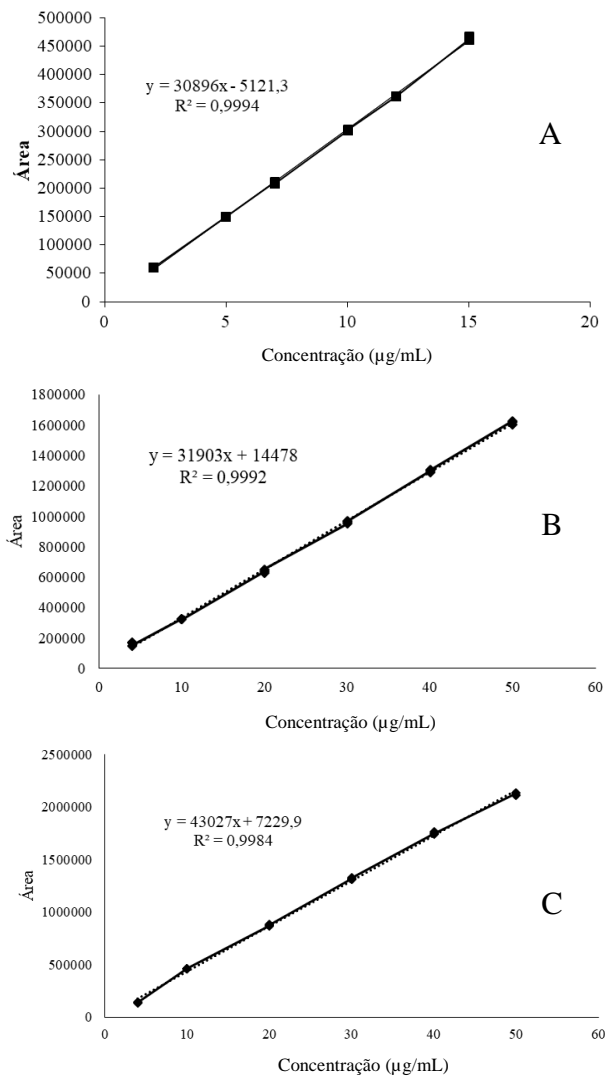 500000
450000
400000
350000
300000
250000
200000
150000
100000
50000
0
Área
y = 30896x - 5121,3
R² = 0,9994
A
0 5 10 15 20
Concentração (µg/mL)
1800000
1600000
1400000
1200000
1000000
800000
600000
400000
200000
0
Área
y = 31903x + 14478
R² = 0,9992
B
0 10 20 30 40 50 60
Concentração (µg/mL)
2500000
2000000
1500000
1000000
500000
0
Área
y = 43027x + 7229,9
R² = 0,9984
C
0 10 20 30 40 50 60
Concentração (µg/mL)